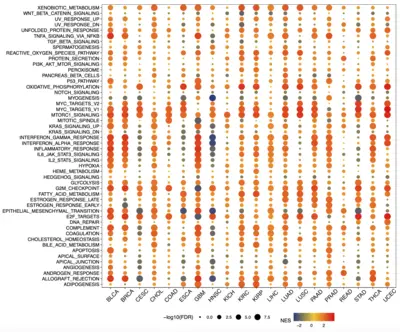 XENOBIOTIC_METABOLISM
WNT_BETA_CATENIN_SIGNALING
UV_RESPONSE_UP
UV_RESPONSE_DN
UNFOLDED_PROTEIN_RESPONSE
TNFA_SIGNALING_VIA_NFKB
TGF_BETA_SIGNALING
SPERMATOGENESIS
REACTIVE_OXYGEN_SPECIES_PATHWAY
PROTEIN_SECRETION
PI3K_AKT_MTOR_SIGNALING
PEROXISOME
PANCREAS_BETA_CELLS
P53_PATHWAY
OXIDATIVE_PHOSPHORYLATION
NOTCH_SIGNALING
MYOGENESIS
MYC_TARGETS_V2
MYC_TARGETS_V1
MTORC1_SIGNALING
MITOTIC_SPINDLE
KRAS_SIGNALING_UP
KRAS_SIGNALING_DN
INTERFERON_GAMMA_RESPONSE
INTERFERON_ALPHA_RESPONSE
INFLAMMATORY_RESPONSE
IL6_JAK_STAT3_SIGNALING
IL2_STAT5_SIGNALING
HYPOXIA
HEME_METABOLISM
HEDGEHOG_SIGNALING
GLYCOLYSIS
G2M_CHECKPOINT
FATTY_ACID_METABOLISM
ESTROGEN_RESPONSE_LATE
ESTROGEN_RESPONSE_EARLY
EPITHELIAL_MESENCHYMAL_TRANSITION
E2F_TARGETS
DNA_REPAIR
COMPLEMENT
COAGULATION
CHOLESTEROL_HOMEOSTASIS
BILE_ACID_METABOLISM
APOPTOSIS
APICAL_SURFACE
APICAL_JUNCTION
ANGIOGENESIS
ANDROGEN_RESPONSE
ALLOGRAFT_REJECTION
ADIPOGENESIS
BLCA BRCA CESC CHOL COAD ESCA GBM HNSC KICH KIRC KIRP LIHC LUAD LUSC PAAD PRAD READ STAD THCA UCEC
−log10(FDR) 0.0 2.5 5.0 7.5 NES −2 0 2